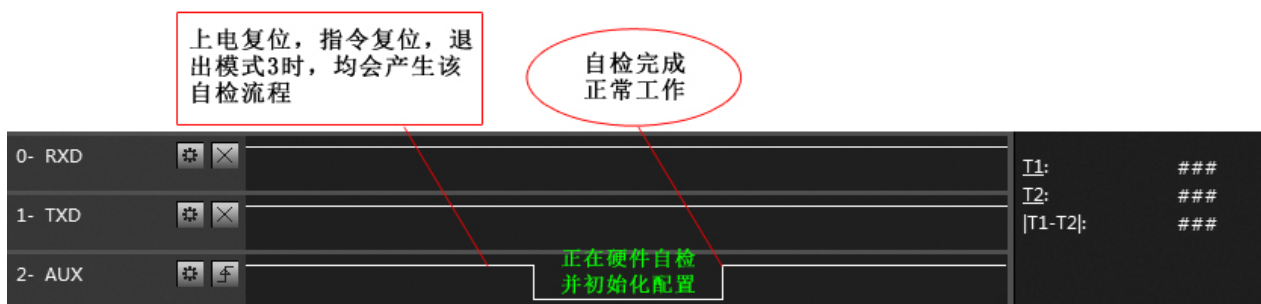 上电复位，指令复位，退
出模式3时，均会产生该
自检流程
自检完成
正常工作
0- RXD
1- TXD
2- AUX
正在硬件自检
并初始化配置
T1: ###
T2: ###
|T1-T2|: ###